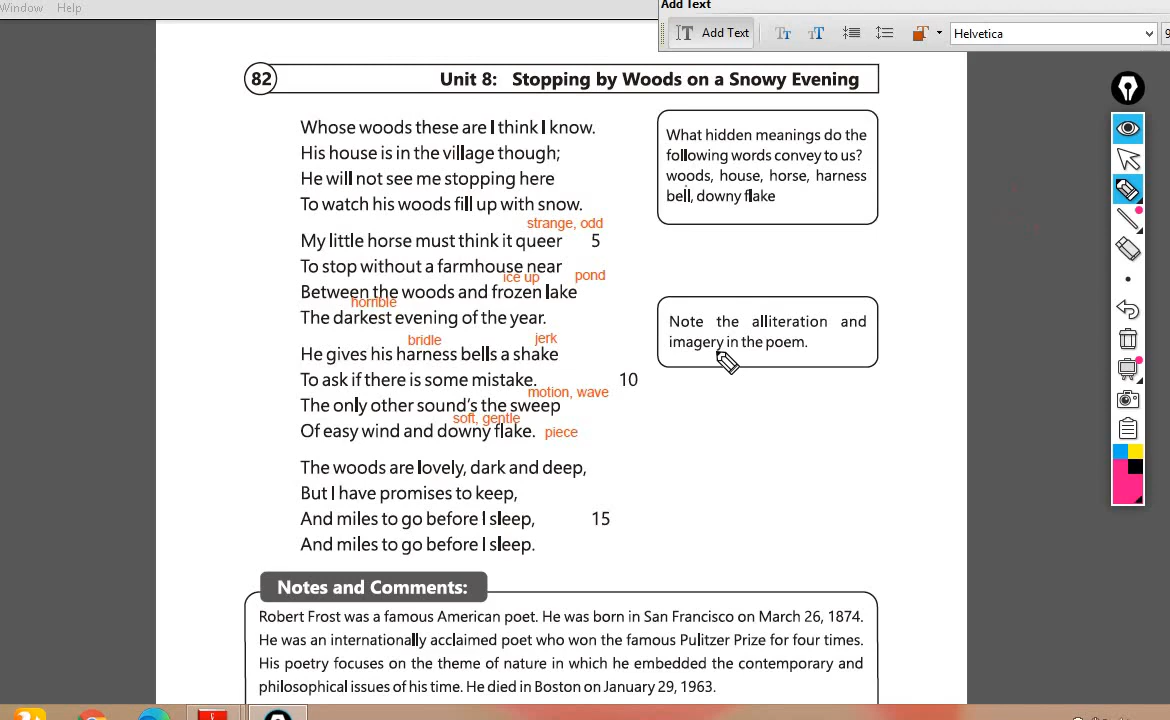 Window Help
Add Text
Add Text
Helvetica
82
Unit 8: Stopping by Woods on a Snowy Evening
Whose woods these are I think I know.
His house is in the village though;
He will not see me stopping here
To watch his woods fill up with snow.
strange, odd
My little horse must think it queer 5
To stop without a farmhouse near
ice up pond
Between the woods and frozen lake
horrible
The darkest evening of the year.
bridle jerk
He gives his harness bells a shake
To ask if there is some mistake. 10
motion, wave
The only other sound's the sweep
soft, gentle
Of easy wind and downy flake. piece
The woods are lovely, dark and deep,
But I have promises to keep,
And miles to go before I sleep, 15
And miles to go before I sleep.
What hidden meanings do the
following words convey to us?
woods, house, horse, harness
bell, downy flake
Note the alliteration and
imagery in the poem.
Notes and Comments:
Robert Frost was a famous American poet. He was born in San Francisco on March 26, 1874.
He was an internationally acclaimed poet who won the famous Pulitzer Prize for four times.
His poetry focuses on the theme of nature in which he embedded the contemporary and
philosophical issues of his time. He died in Boston on January 29, 1963.